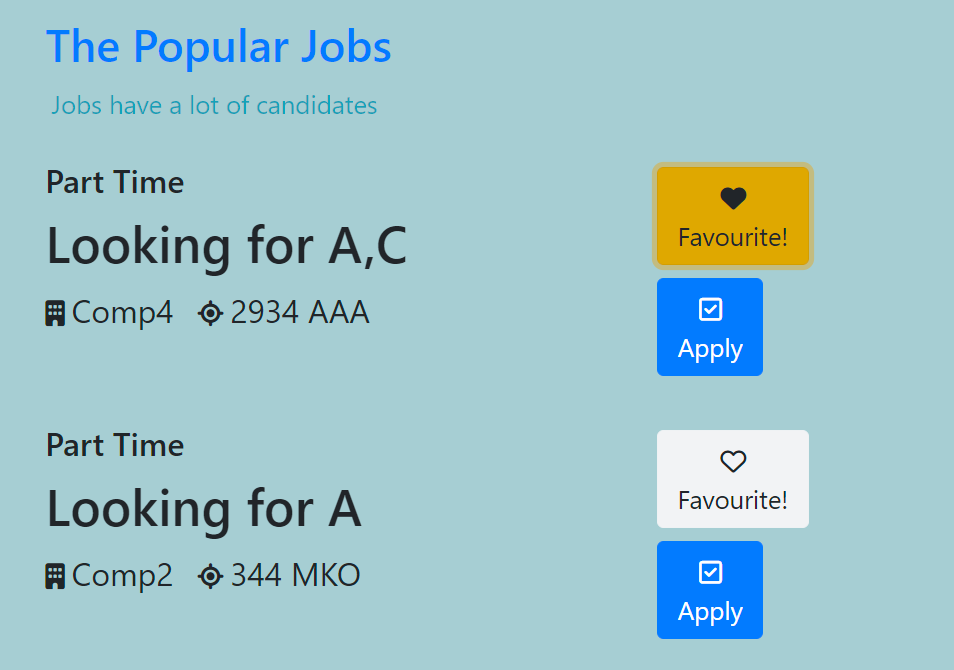 The Popular Jobs
Jobs have a lot of candidates
Part Time
Looking for A,C
Comp4 2934 AAA
Favourite!
Apply
Part Time
Looking for A
Comp2 344 MKO
Favourite!
Apply